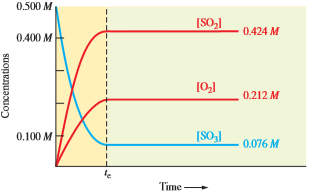 0.500 M
[SO₂]
0.424 M
0.400 M
Concentrations
[O₂]
0.212 M
0.100 M
[SO₃]
0.076 M
tₑ
Time